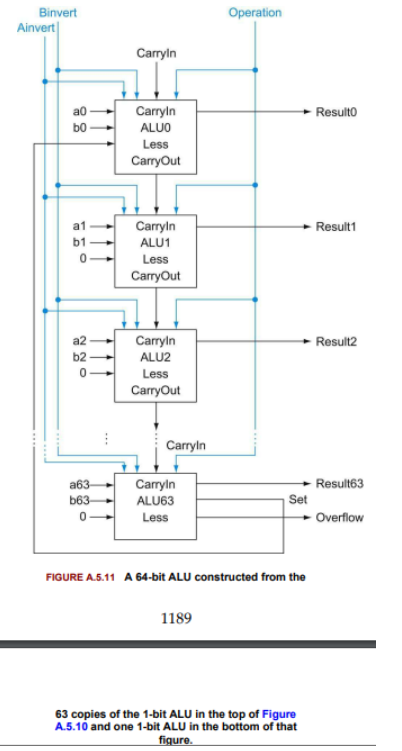 Binvert
Operation
Ainvert
CarryIn
a0
CarryIn
Result0
b0
ALU0
Less
CarryOut
a1
CarryIn
Result1
b1
ALU1
0
Less
CarryOut
a2
CarryIn
Result2
b2
ALU2
0
Less
CarryOut
CarryIn
a63
CarryIn
Result63
b63
ALU63
Set
0
Less
Overflow
FIGURE A.5.11 A 64-bit ALU constructed from the
1189
63 copies of the 1-bit ALU in the top of Figure
A.5.10 and one 1-bit ALU in the bottom of that
figure.